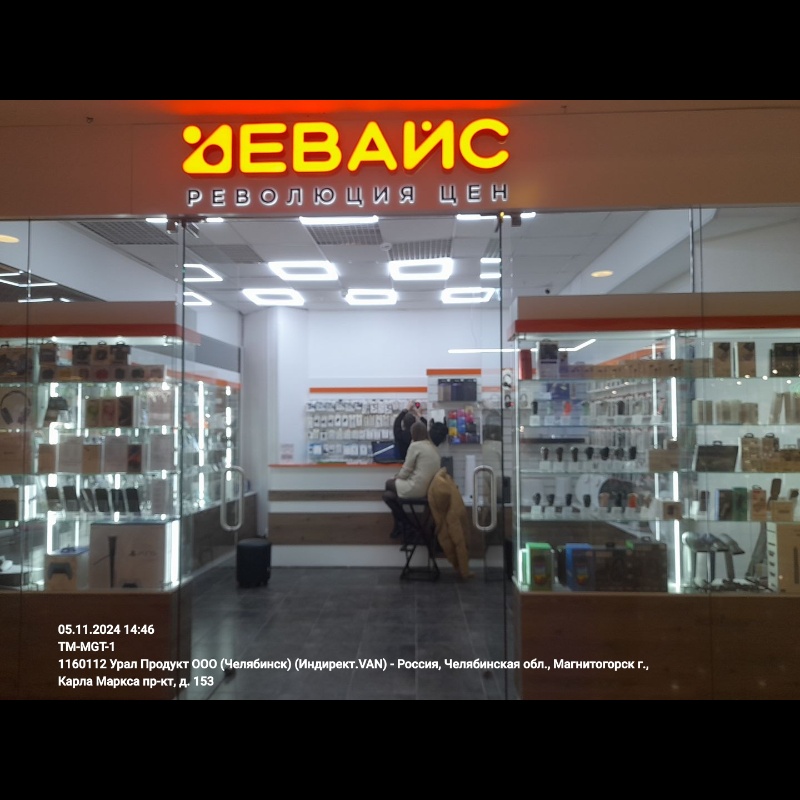 ДЕВАЙС
РЕВОЛЮЦИЯ ЦЕН
05.11.2024 14:46
TM-MGT-1
1160112 Урал Продукт ООО (Челябинск) (Индирект.VAN) - Россия, Челябинская обл., Магнитогорск г.,
Карла Маркса пр-кт, д. 153